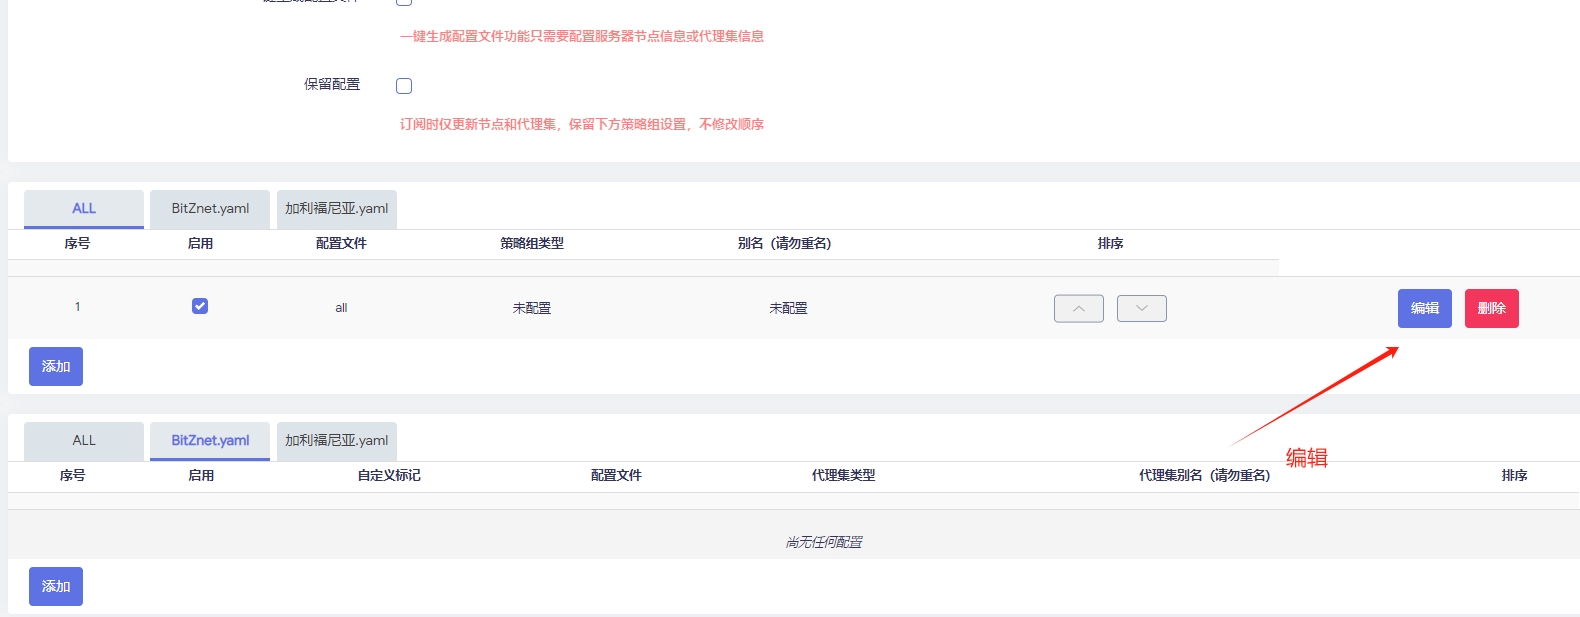 一键生成配置文件功能只需要配置服务器节点信息或代理集信息
保留配置
订阅时仅更新节点和代理集，保留下方策略组设置，不修改顺序
ALL BitZnet.yaml 加利福尼亚.yaml
序号 启用 配置文件 策略组类型 别名（请勿重名） 排序
1 all 未配置 未配置 编辑 删除
添加
ALL BitZnet.yaml 加利福尼亚.yaml
编辑
序号 启用 自定义标记 配置文件 代理集类型 代理集别名（请勿重名） 排序
尚无任何配置
添加